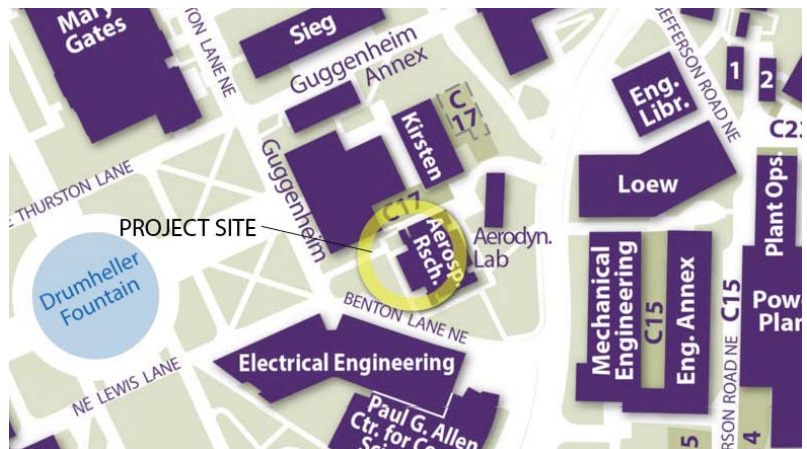 Mary
Gates
TON LANE NE
Sieg
Guggenheim
Annex
JEFFERSON ROAD NE
1
2
Eng.
Libr.
C
17
Kirsten
C2
Guggenheim
Loew
Plant Ops.
E THURSTON LANE
C17
PROJECT SITE
Aerosp.
Rsch.
Aerodyn.
Lab
Drumheller
Fountain
BENTON LANE NE
Mechanical
Engineering
C15
Eng. Annex
C15
Pow
Plan
Electrical Engineering
NE LEWIS LANE
RSON ROAD NE
Paul G. Allen
Ctr. for Co
Sci
5
4